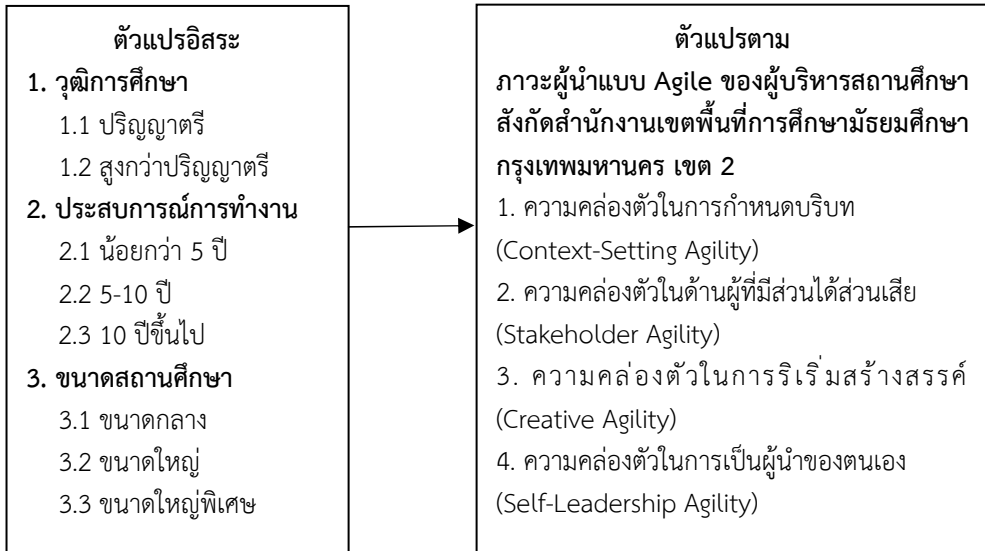 ตัวแปรอิสระ
1. วุฒิการศึกษา
1.1 ปริญญาตรี
1.2 สูงกว่าปริญญาตรี
2. ประสบการณ์การทำงาน
2.1 น้อยกว่า 5 ปี
2.2 5-10 ปี
2.3 10 ปีขึ้นไป
3. ขนาดสถานศึกษา
3.1 ขนาดกลาง
3.2 ขนาดใหญ่
3.3 ขนาดใหญ่พิเศษ
ตัวแปรตาม
ภาวะผู้นำแบบ Agile ของผู้บริหารสถานศึกษา
สังกัดสำนักงานเขตพื้นที่การศึกษามัธยมศึกษา
กรุงเทพมหานคร เขต 2
1. ความคล่องตัวในการกำหนดบริบท
(Context-Setting Agility)
2. ความคล่องตัวในด้านผู้ที่มีส่วนได้ส่วนเสีย
(Stakeholder Agility)
3. ความคล่องตัวในการริเริ่มสร้างสรรค์
(Creative Agility)
4. ความคล่องตัวในการเป็นผู้นำของตนเอง
(Self-Leadership Agility)